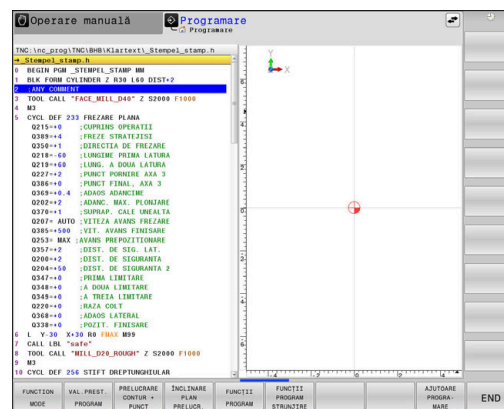 Operare manuală
Programare
Programare
TNC:\nc_prog\TNC\BHB\Klartext\_Stempel_stamp.h
→_Stempel_stamp.h
0 BEGIN PGM _STEMPEL_STAMP MM
1 BLK FORM CYLINDER Z R30 L60 DIST+2
2 ;ANY COMMENT
3 TOOL CALL "FACE_MILL_D40" Z S2000 F1000
4 M3
5 CYCL DEF 233 FREZARE PLANA
Q215=+0 ;CUPRINS OPERATII
Q389=+4 ;FREZE STRATEJISI
Q350=+1 ;DIRECTIA DE FREZARE
Q218=-60 ;LUNGIME PRIMA LATURA
Q219=+60 ;LUNG. A DOUA LATURA
Q227=+2 ;PUNCT PORNIRE AXA 3
Q386=+0 ;PUNCT FINAL, AXA 3
Q369=+0.4 ;ADAOS ADANCIME
Q202=+2 ;ADANC. MAX. PLONJARE
Q370=+1 ;SUPRAP. CALE UNEALTA
Q207= AUTO ;VITEZA AVANS FREZARE
Q385=+500 ;VIT. AVANS FINISARE
Q253= MAX ;AVANS PREPOZITIONARE
Q357=+2 ;DIST. DE SIG. LAT.
Q200=+2 ;DIST. DE SIGURANTA
Q204=+50 ;DIST. DE SIGURANTA 2
Q347=+0 ;PRIMA LIMITARE
Q348=+0 ;A DOUA LIMITARE
Q349=+0 ;A TREIA LIMITARE
Q220=+0 ;RAZA COLT
Q368=+0 ;ADAOS LATERAL
Q338=+0 ;POZIT. FINISARE
6 L Y-30 X+30 R0 FMAX M99
7 CALL LBL "safe"
8 TOOL CALL "MILL_D20_ROUGH" Z S2000 F1000
9 M3
10 CYCL DEF 256 STIFT DREPTUNGHIULAR
Y
X
FUNCTION MODE
VAL.PREST. PROGRAM
PRELUCRARE CONTUR + PUNCT
ÎNCLINARE PLAN PRELUCR.
FUNCŢII PROGRAM
FUNCŢII PROGRAM STRUNJIRE
AJUTOARE PROGRA- MARE
END